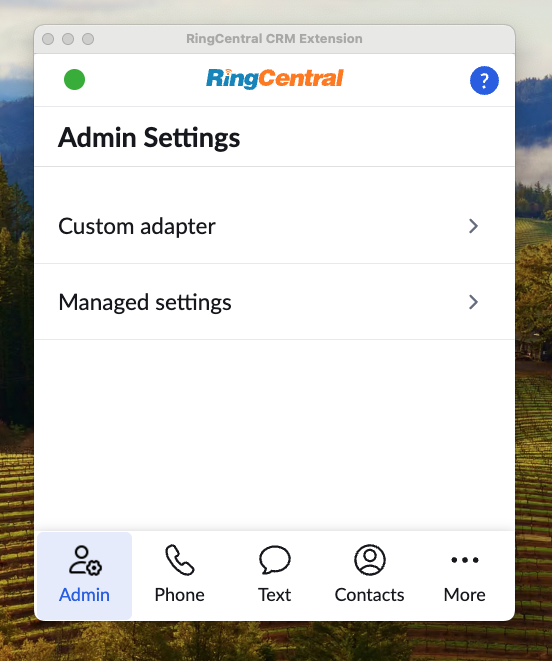 RingCentral CRM Extension
RingCentral
?
Admin Settings
Custom adapter
Managed settings
Admin
Phone
Text
Contacts
More